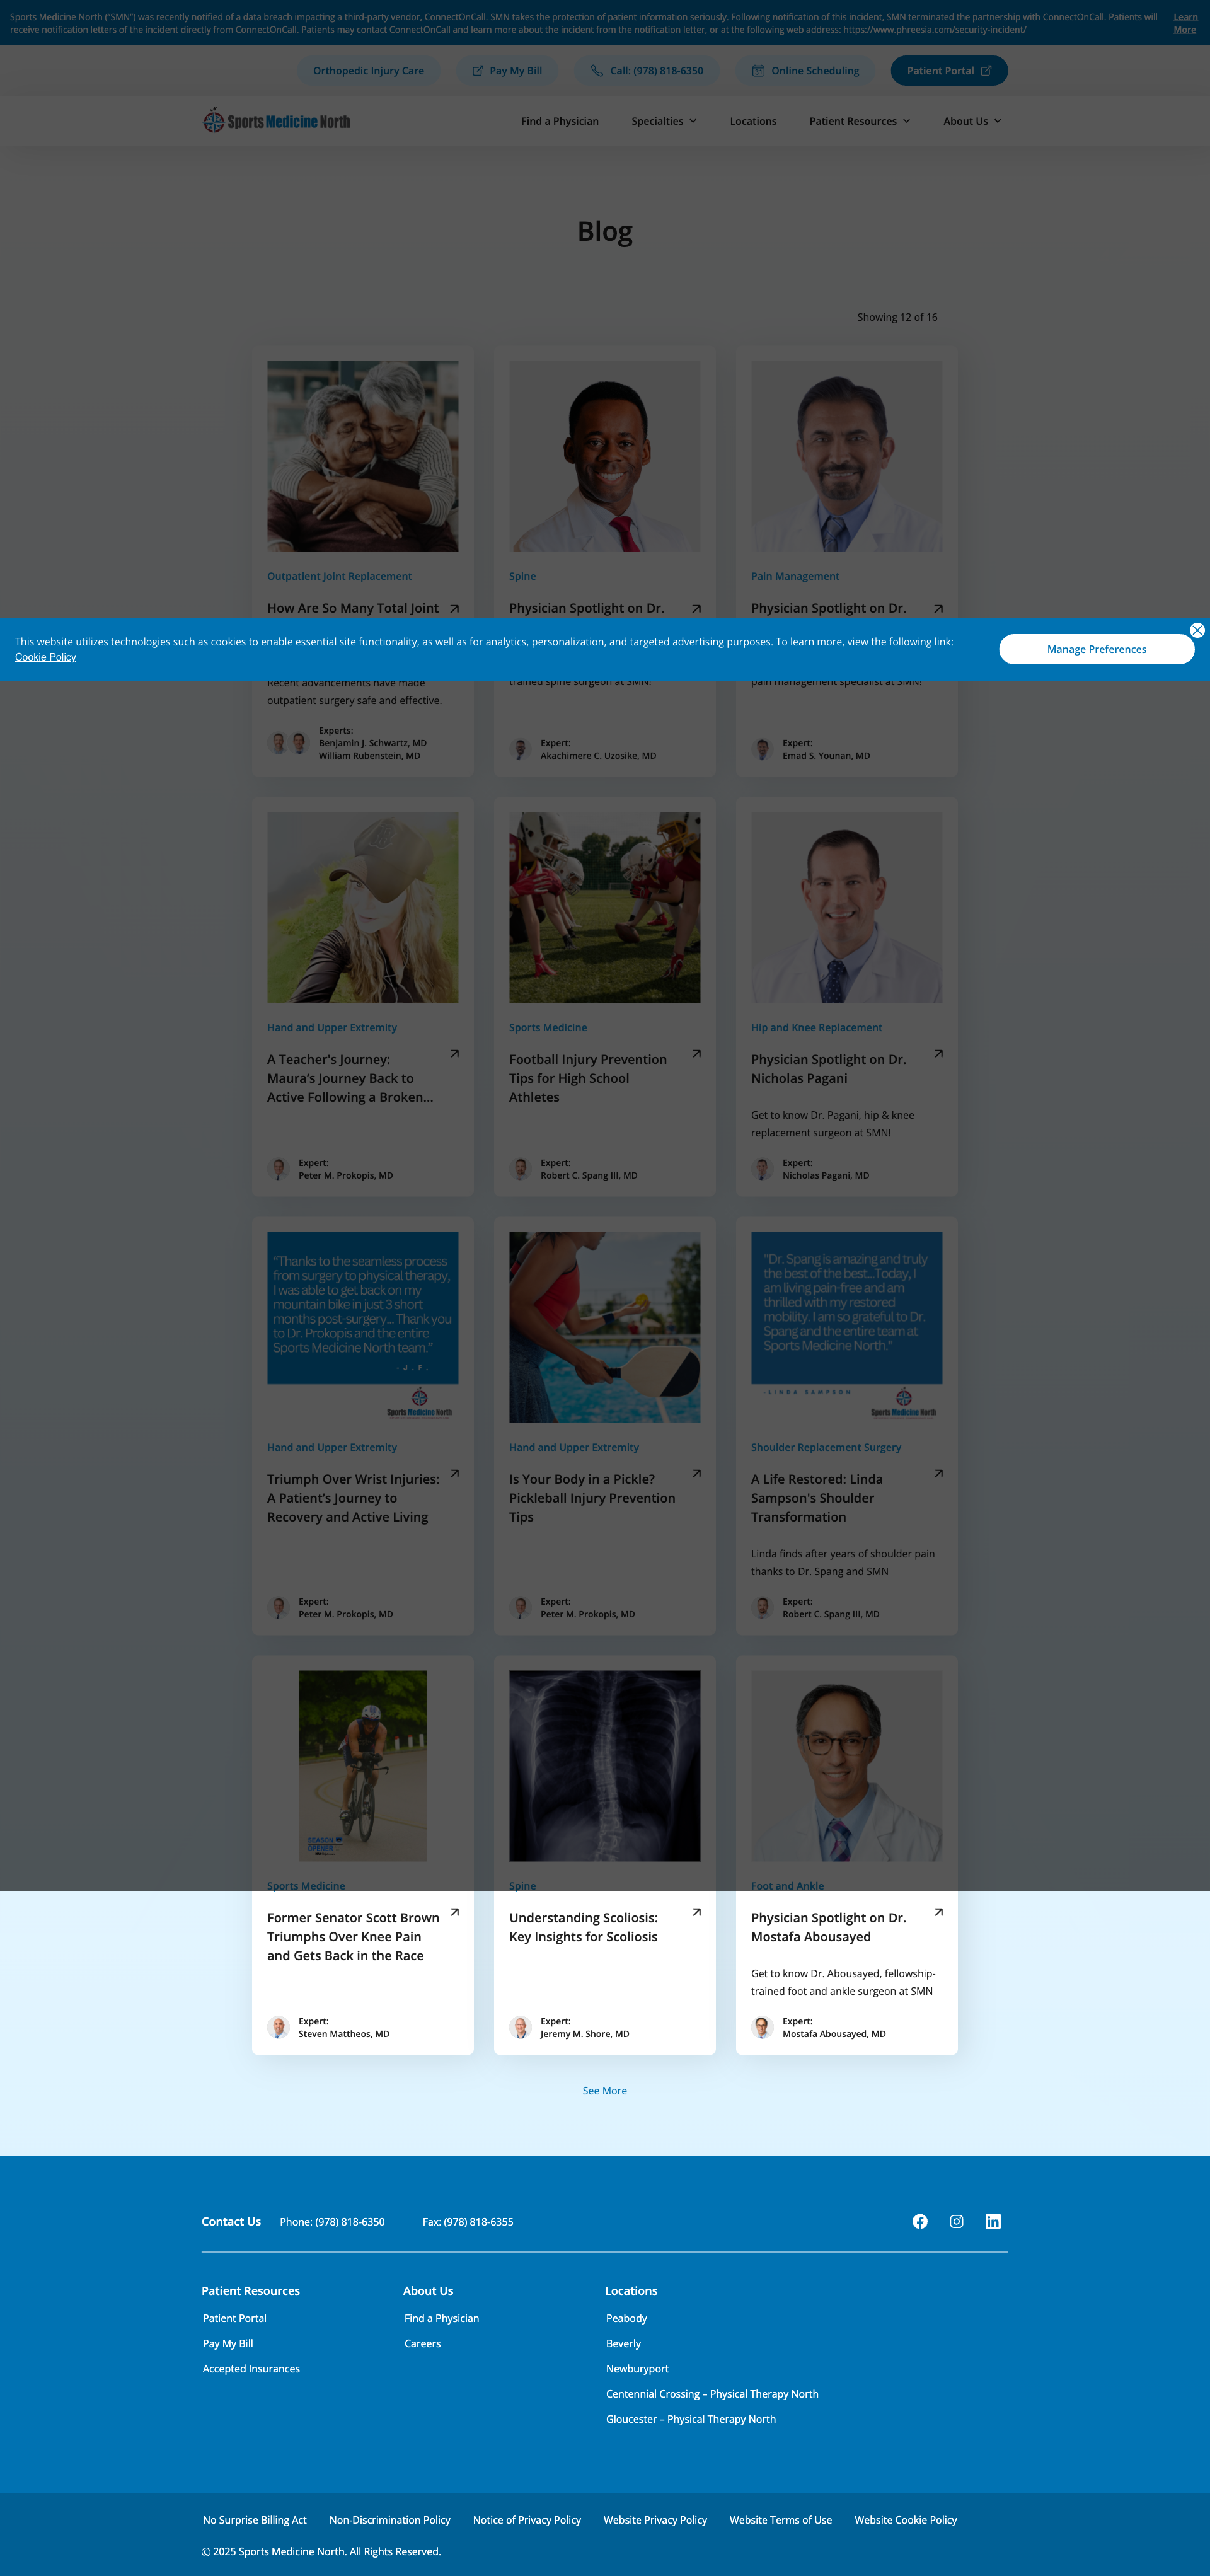 Sports Medicine North ("SMN") was recently notified of a data breach impacting a third-party vendor, ConnectOnCall. SMN takes the protection of patient information seriously. Following notification of this incident, SMN terminated the partnership with ConnectOnCall. Patients will
receive notification letters of the incident directly from ConnectOnCall. Patients may contact ConnectOnCall and learn more about the incident from the notification letter, or at the following web address: https://www.phreesia.com/security-incident/
Learn
More
Orthopedic Injury Care
Pay My Bill
Call: (978) 818-6350
Online Scheduling
Patient Portal
Sports Medicine North
Find a Physician
Specialties
Locations
Patient Resources
About Us
Blog
Showing 12 of 16
Outpatient Joint Replacement
How Are So Many Total Joint
Spine
Physician Spotlight on Dr.
Pain Management
Physician Spotlight on Dr.
This website utilizes technologies such as cookies to enable essential site functionality, as well as for analytics, personalization, and targeted advertising purposes. To learn more, view the following link:
Cookie Policy
Manage Preferences
Recent advancements have made
outpatient surgery safe and effective.
Experts:
Benjamin J. Schwartz, MD
William Rubenstein, MD
trained spine surgeon at SMN!
Expert:
Akachimere C. Uzosike, MD
pain management specialist at SMN!
Expert:
Emad S. Younan, MD
Hand and Upper Extremity
A Teacher's Journey:
Maura's Journey Back to
Active Following a Broken...
Expert:
Peter M. Prokopis, MD
Sports Medicine
Football Injury Prevention
Tips for High School
Athletes
Expert:
Robert C. Spang III, MD
Hip and Knee Replacement
Physician Spotlight on Dr.
Nicholas Pagani
Get to know Dr. Pagani, hip & knee
replacement surgeon at SMN!
Expert:
Nicholas Pagani, MD
"Thanks to the seamless process
from surgery to physical therapy,
I was able to get back on my
mountain bike in just 3 short
months post-surgery... Thank you
to Dr. Prokopis and the entire
Sports Medicine North team."
- J. F.
Sports Medicine North
Hand and Upper Extremity
Triumph Over Wrist Injuries:
A Patient's Journey to
Recovery and Active Living
Expert:
Peter M. Prokopis, MD
Hand and Upper Extremity
Is Your Body in a Pickle?
Pickleball Injury Prevention
Tips
Expert:
Peter M. Prokopis, MD
"Dr. Spang is amazing and truly
the best of the best...Today, I
am living pain-free and am
thrilled with my restored
mobility. I am so grateful to Dr.
Spang and the entire team at
Sports Medicine North."
-LINDA SAMPSON
Sports Medicine North
Shoulder Replacement Surgery
A Life Restored: Linda
Sampson's Shoulder
Transformation
Linda finds after years of shoulder pain
thanks to Dr. Spang and SMN
Expert:
Robert C. Spang III, MD
SEASON
OPENER
Sports Medicine
Former Senator Scott Brown
Triumphs Over Knee Pain
and Gets Back in the Race
Expert:
Steven Mattheos, MD
Spine
Understanding Scoliosis:
Key Insights for Scoliosis
Expert:
Jeremy M. Shore, MD
Foot and Ankle
Physician Spotlight on Dr.
Mostafa Abousayed
Get to know Dr. Abousayed, fellowship-
trained foot and ankle surgeon at SMN
Expert:
Mostafa Abousayed, MD
See More
Contact Us
Phone: (978) 818-6350
Fax: (978) 818-6355
Patient Resources
Patient Portal
Pay My Bill
Accepted Insurances
About Us
Find a Physician
Careers
Locations
Peabody
Beverly
Newburyport
Centennial Crossing – Physical Therapy North
Gloucester – Physical Therapy North
No Surprise Billing Act
Non-Discrimination Policy
Notice of Privacy Policy
Website Privacy Policy
Website Terms of Use
Website Cookie Policy
© 2025 Sports Medicine North. All Rights Reserved.